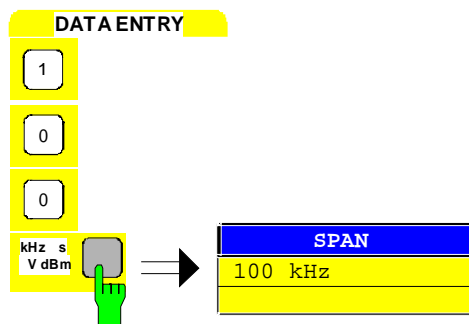 DATA ENTRY
1
0
0
kHz s
V dBm
SPAN
100 kHz